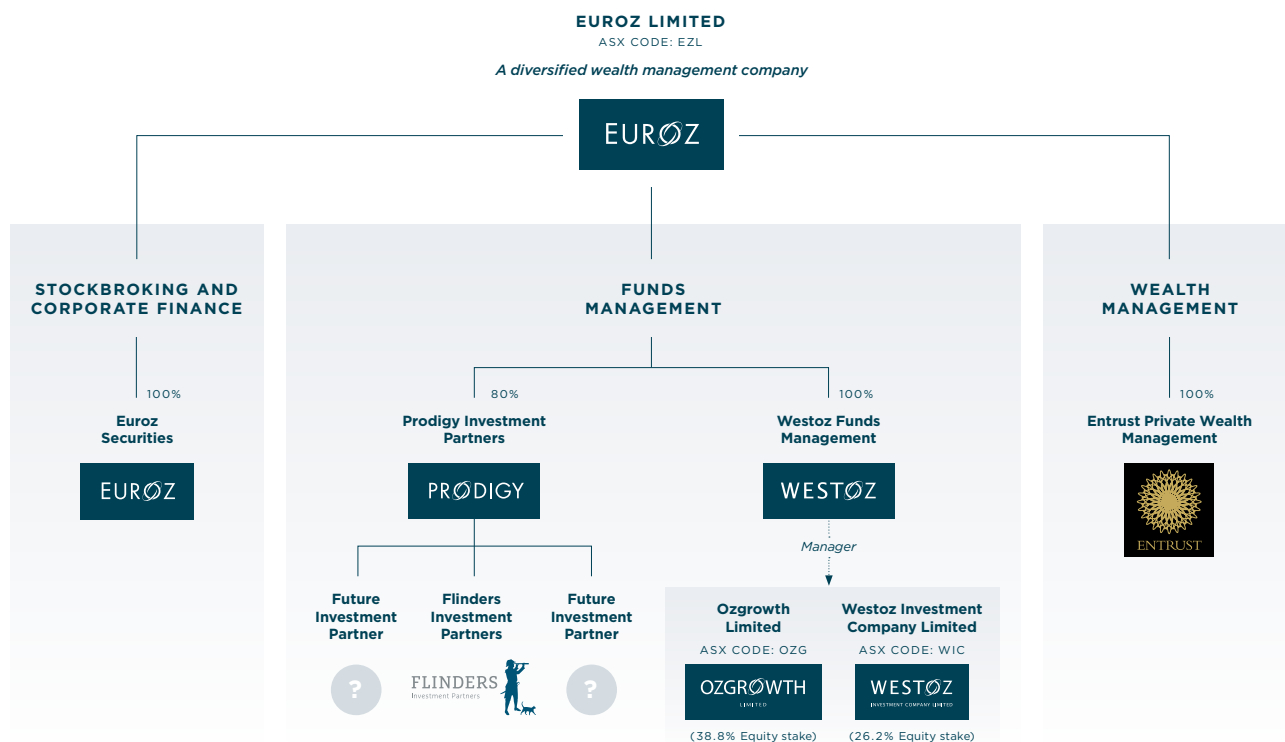 EUROZ LIMITED
ASX CODE: EZL
A diversified wealth management company
EUROZ
STOCKBROKING AND
CORPORATE FINANCE
100%
Euroz
Securities
EUROZ
FUNDS
MANAGEMENT
80%
Prodigy Investment
Partners
PRODIGY
Future
Investment
Partner
?
Flinders
Investment
Partners
FLINDERS
Investment Partners
Future
Investment
Partner
?
100%
Westoz Funds
Management
WESTOZ
Manager
Ozgrowth
Limited
ASX CODE: OZG
OZGROWTH
LIMITED
(38.8% Equity stake)
Westoz Investment
Company Limited
ASX CODE: WIC
WESTOZ
INVESTMENT COMPANY LIMITED
(26.2% Equity stake)
WEALTH
MANAGEMENT
100%
Entrust Private Wealth
Management
ENTRUST